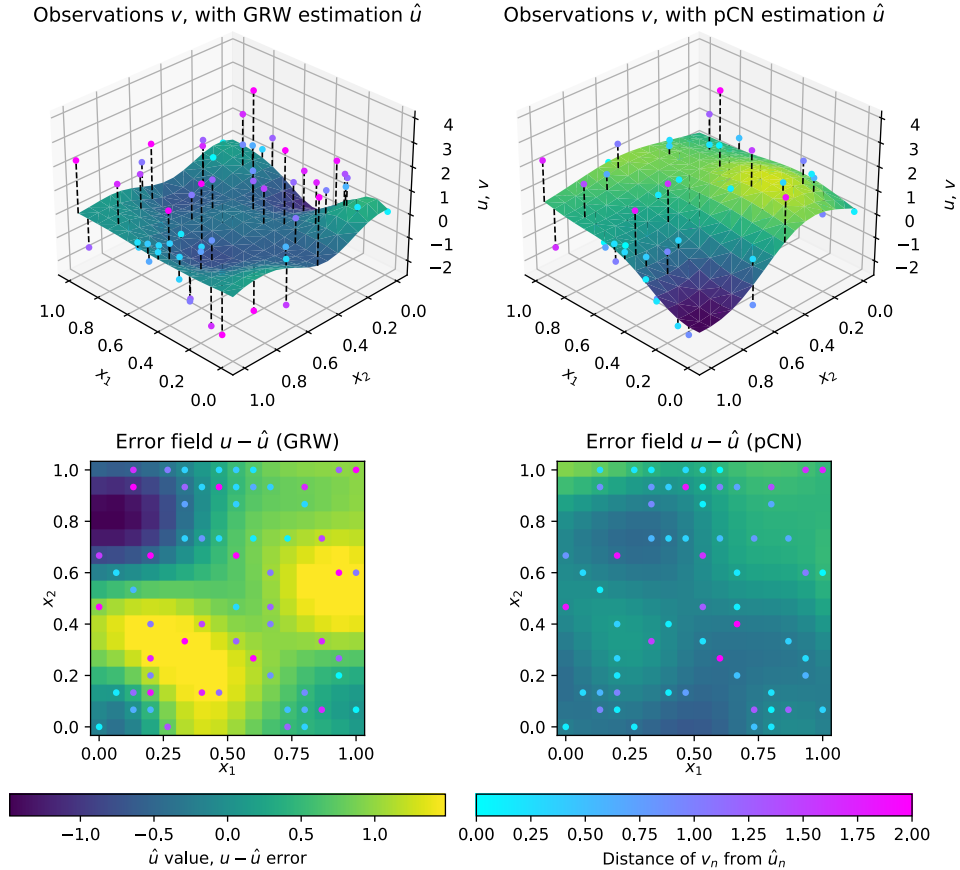 Observations v, with GRW estimation û
Observations v, with pCN estimation û
4
3
2
1
0
−1
−2
u, v
1.0
0.8
0.6
0.4
0.2
0.0
x₁
0.0
0.2
0.4
0.6
0.8
1.0
x₂
4
3
2
1
0
−1
−2
u, v
1.0
0.8
0.6
0.4
0.2
0.0
x₁
0.0
0.2
0.4
0.6
0.8
1.0
x₂
Error field u − û (GRW)
1.0
0.8
0.6
0.4
0.2
0.0
x₂
0.00 0.25 0.50 0.75 1.00
x₁
Error field u − û (pCN)
1.0
0.8
0.6
0.4
0.2
0.0
x₂
0.00 0.25 0.50 0.75 1.00
x₁
−1.0 −0.5 0.0 0.5 1.0
û value, u − û error
0.00 0.25 0.50 0.75 1.00 1.25 1.50 1.75 2.00
Distance of vₙ from ûₙ